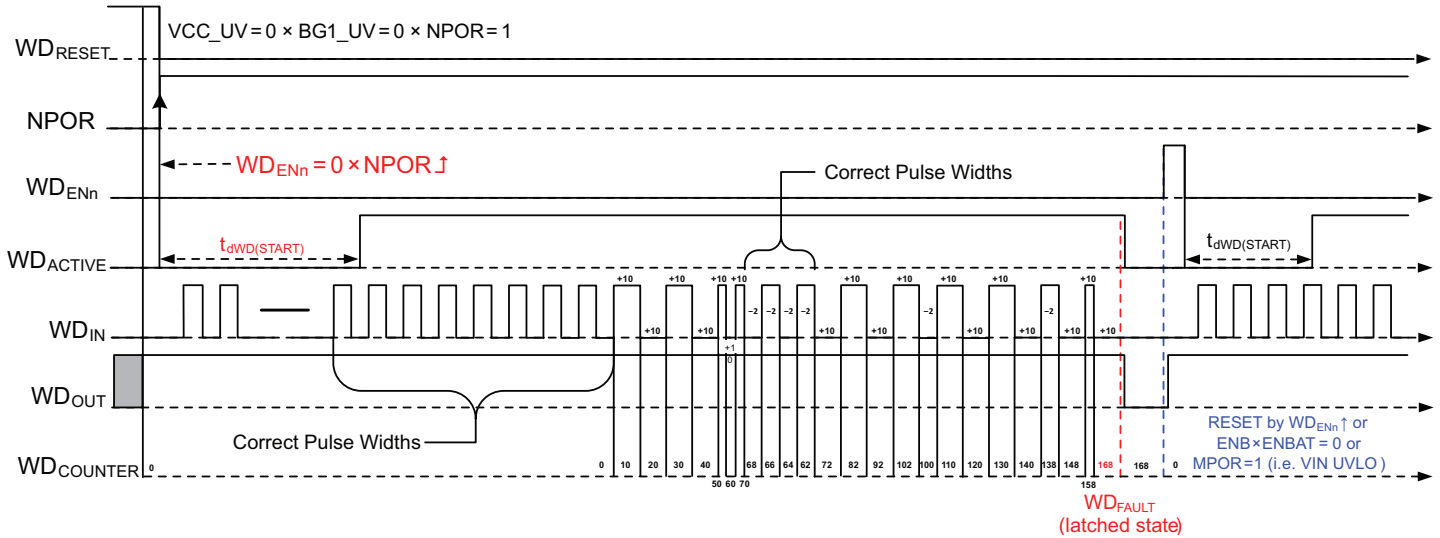 VCC_UV=0 × BG1_UV=0 × NPOR=1
WDRESET
NPOR
WDENn=0 × NPOR↥
WDENn
Correct Pulse Widths
tdWD(START)
tdWD(START)
WDACTIVE
+10 +10 +10 +10 +10 +10 +10 +10 +10
−2 −2 −2 −2 −2 −2
WDIN
+10 +10 +10 +10 +10 +10 +10 +10
+1
0
WDOUT
Correct Pulse Widths
RESET by WDENn↑ or
ENB×ENBAT = 0 or
MPOR=1 (i.e. VIN UVLO )
WDCOUNTER 0 0 10 20 30 40 68 66 64 62 72 82 92 102 100 110 120 130 140 138 148 168 168 0
50 60 70 158
WDFAULT
(latched state)